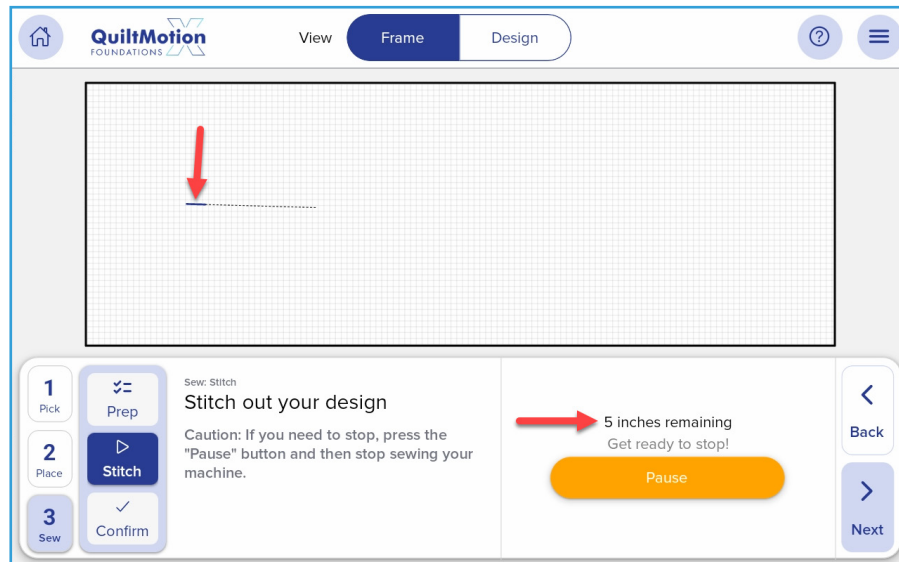 QuiltMotion
FOUNDATIONS
View
Frame
Design
?
1
Pick
2
Place
3
Sew
Prep
Stitch
Confirm
Sew: Stitch
Stitch out your design
Caution: If you need to stop, press the
"Pause" button and then stop sewing your
machine.
5 inches remaining
Get ready to stop!
Pause
Back
Next